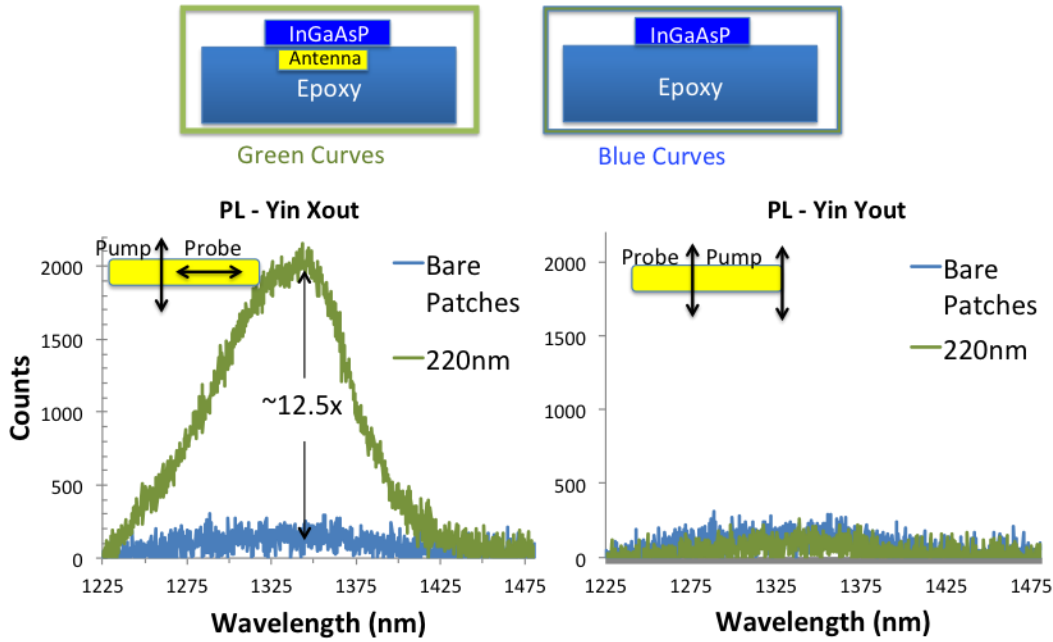 InGaAsP
Antenna
Epoxy
Green Curves
InGaAsP
Epoxy
Blue Curves
PL - Yin Xout
Pump
Probe
Bare
Patches
220nm
~12.5x
Counts
2000
1500
1000
500
0
1225
1275
1325
1375
1425
1475
Wavelength (nm)
PL - Yin Yout
Probe
Pump
Bare
Patches
220nm
2000
1500
1000
500
0
1225
1275
1325
1375
1425
1475
Wavelength (nm)